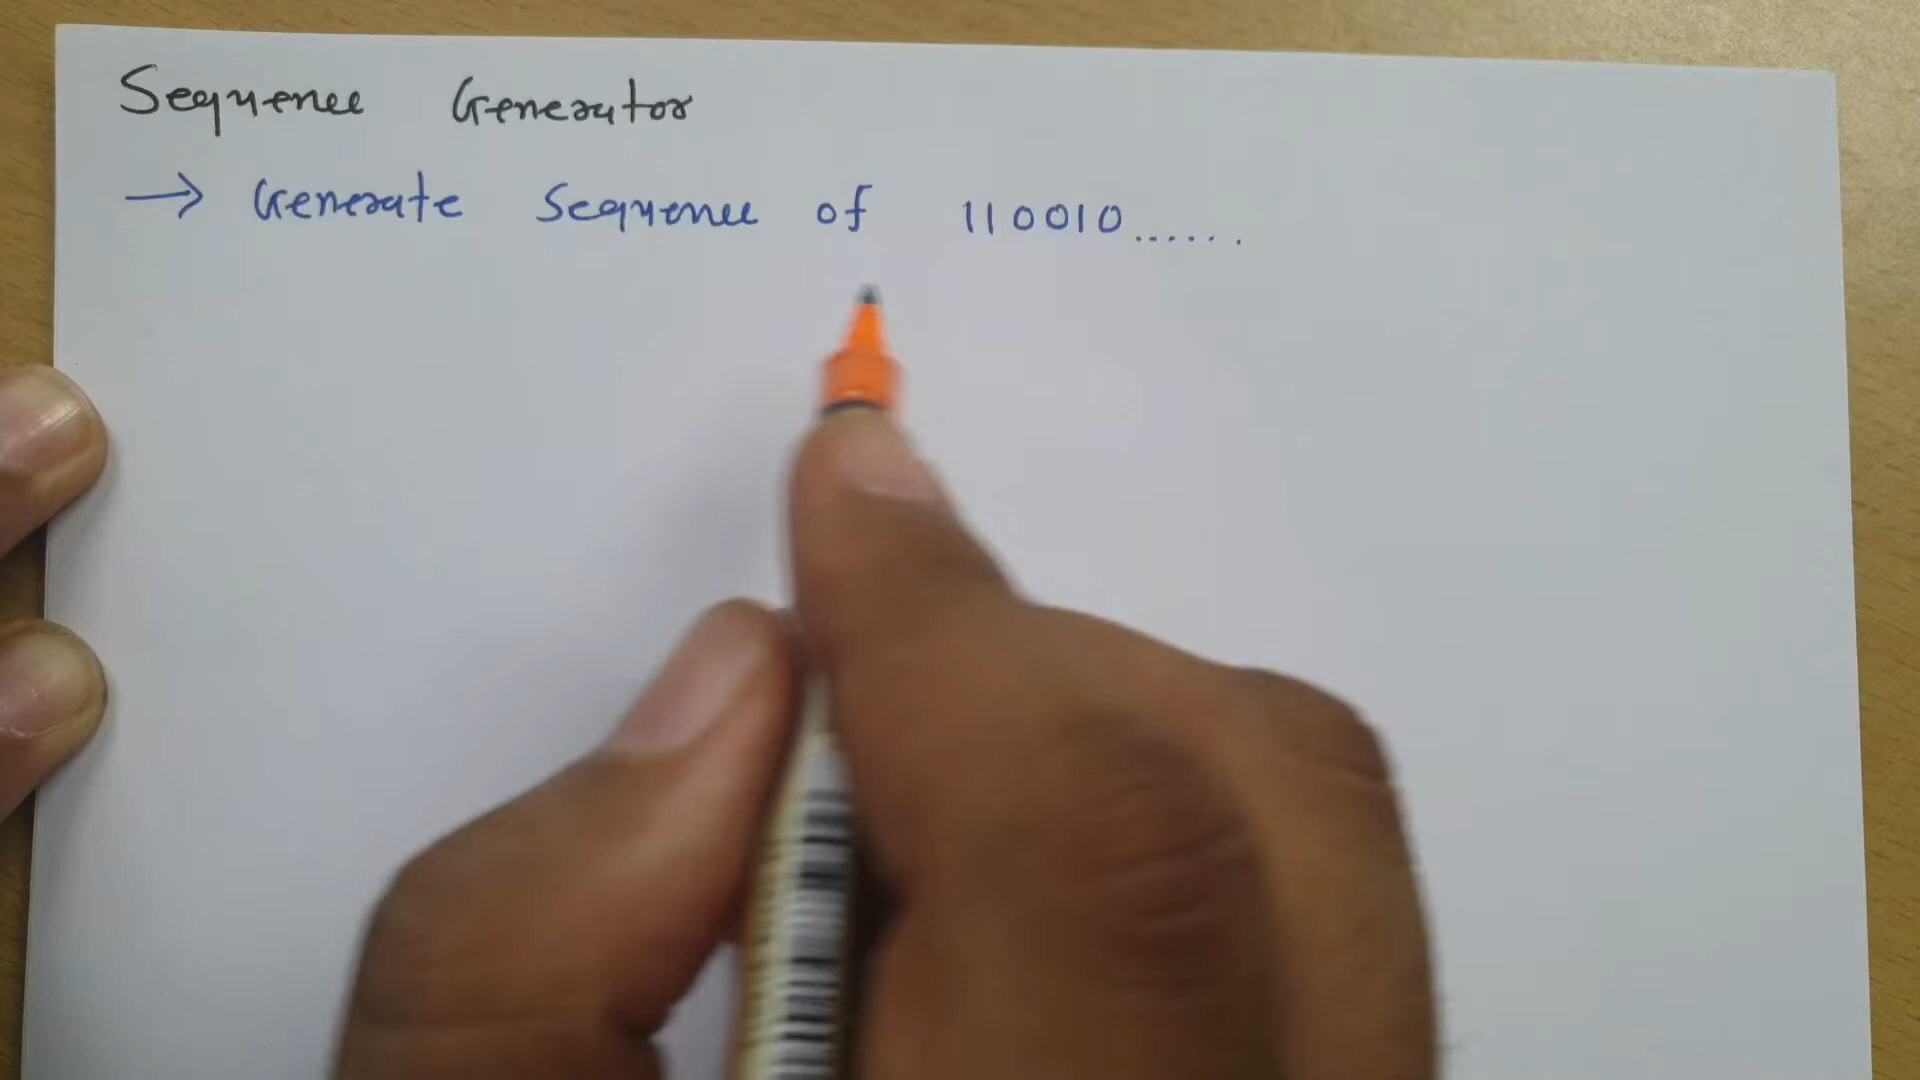 Sequence Generator
→ Generate Sequence of 110010......